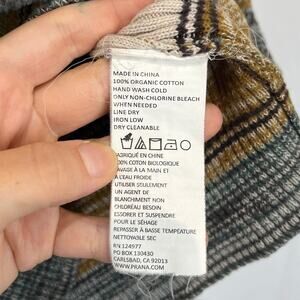 MADE IN CHINA
100% ORGANIC COTTON
HAND WASH COLD
ONLY NON-CHLORINE BLEACH
WHEN NEEDED
LINE DRY
IRON LOW
DRY CLEANABLE
FABRIQUÉ EN CHINE
100% COTON BIOLOGIQUE
LAVAGE À LA MAIN ET
À L'EAU FROIDE
UTILISER SEULEMENT
UN AGENT DE
BLANCHIMENT NON
CHLORÉAU BESOIN
ESSORER ET SUSPENDRE
POUR LE SÉHAGE
REPASSER À BASSE TEMPÉRATURE
NETTOYABLE SEC
RN 124977
PO BOX 130430
CARLSBAD, CA 92013
WWW.PRANA.COM